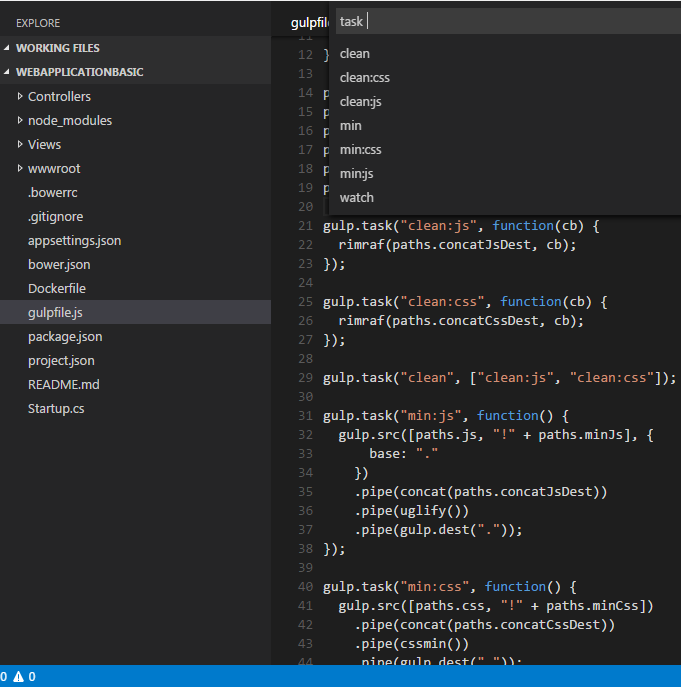 EXPLORE
WORKING FILES
WEBAPPLICATIONBASIC
Controllers
node_modules
Views
wwwroot
.bowerrc
.gitignore
appsettings.json
bower.json
Dockerfile
gulpfile.js
package.json
project.json
README.md
Startup.cs
gulpfil
task
clean
clean:css
clean:js
min
min:css
min:js
watch
11
12 }
13
14 p
15 p
16 p
17 p
18 p
19 p
20
21 gulp.task("clean:js", function(cb) {
22 rimraf(paths.concatJsDest, cb);
23 });
24
25 gulp.task("clean:css", function(cb) {
26 rimraf(paths.concatCssDest, cb);
27 });
28
29 gulp.task("clean", ["clean:js", "clean:css"]);
30
31 gulp.task("min:js", function() {
32 gulp.src([paths.js, "!" + paths.minJs], {
33 base: "."
34 })
35 .pipe(concat(paths.concatJsDest))
36 .pipe(uglify())
37 .pipe(gulp.dest("."));
38 });
39
40 gulp.task("min:css", function() {
41 gulp.src([paths.css, "!" + paths.minCss])
42 .pipe(concat(paths.concatCssDest))
43 .pipe(cssmin())
44 .pipe(gulp.dest("."));
0 0